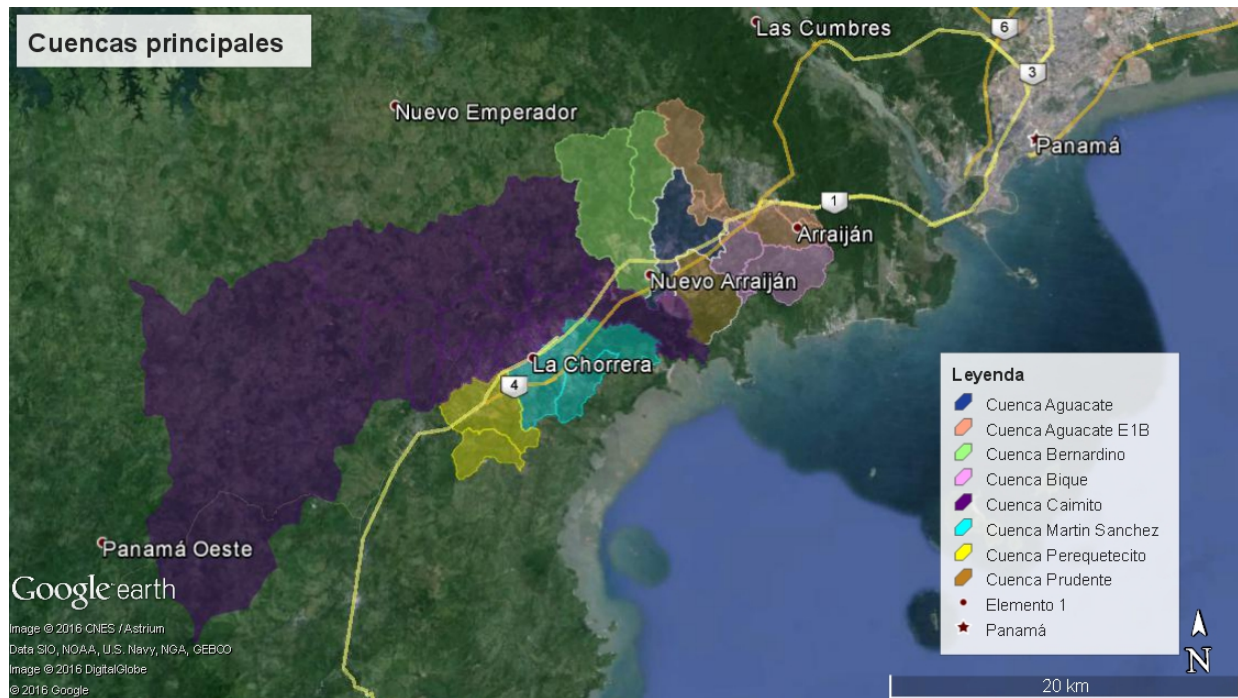 Cuencas principales
Las Cumbres
6
3
Nuevo Emperador
Panamá
1
Arraiján
Nuevo Arraiján
La Chorrera
4
Leyenda
Cuenca Aguacate
Cuenca Aguacate E1B
Cuenca Bernardino
Cuenca Bique
Cuenca Caimito
Cuenca Martin Sanchez
Cuenca Perequetecito
Cuenca Prudente
Elemento 1
Panamá
Panamá Oeste
Google earth
Image © 2016 CNES / Astrium
Data SIO, NOAA, U.S. Navy, NGA, GEBCO
Image © 2016 DigitalGlobe
© 2016 Google
N
20 km